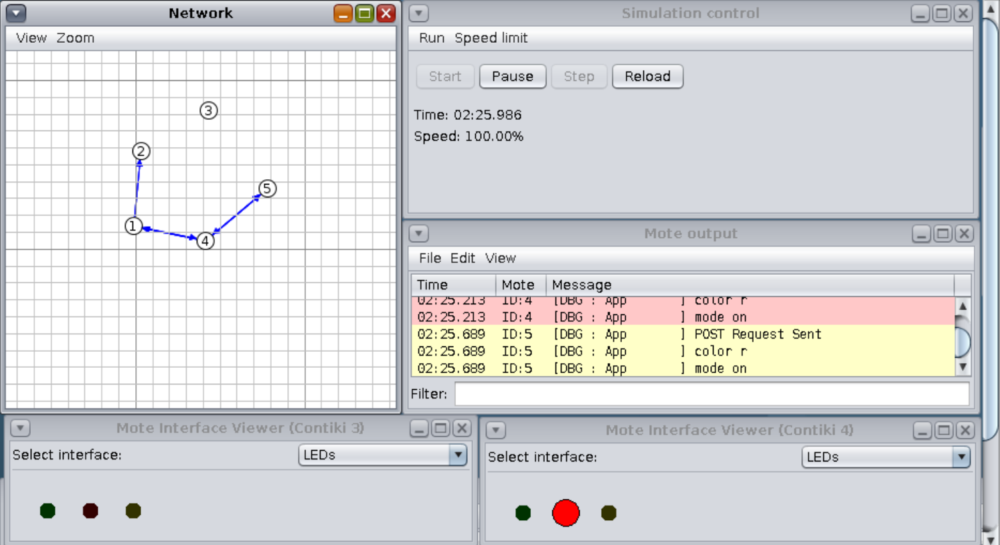 Network
View Zoom
3
2
5
1
4
Simulation control
Run Speed limit
Start Pause Step Reload
Time: 02:25.986
Speed: 100.00%
Mote output
File Edit View
Time Mote Message
02:25.213 ID:4 [DBG : App ] color r
02:25.213 ID:4 [DBG : App ] mode on
02:25.689 ID:5 [DBG : App ] POST Request Sent
02:25.689 ID:5 [DBG : App ] color r
02:25.689 ID:5 [DBG : App ] mode on
Filter:
Mote Interface Viewer (Contiki 3)
Select interface: LEDs
Mote Interface Viewer (Contiki 4)
Select interface: LEDs